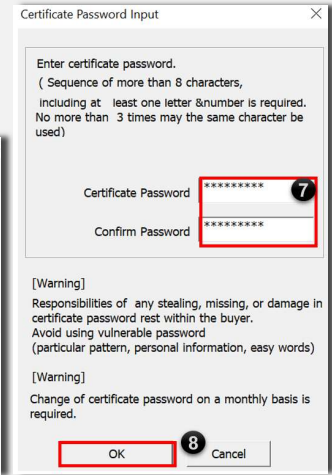 Certificate Password Input
Enter certificate password.
( Sequence of more than 8 characters,
including at least one letter &number is required.
No more 3 times may the same character be
used)
Certificate Password ********* 7
Confirm Password *********
[Warning]
Responsibilities of any stealing, missing, or damage in
certificate password rest within the buyer.
Avoid using vulnerable password
(particular pattern, personal information, easy words)
[Warning]
Change of certificate password on a monthly basis is
required.
OK 8 Cancel